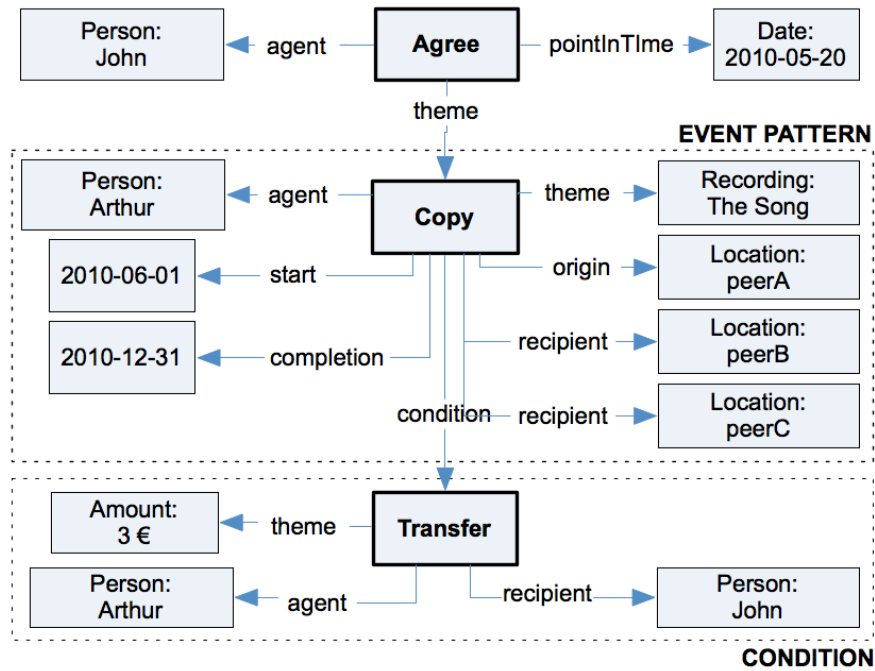 Person:
John
agent
Agree
pointInTIme
Date:
2010-05-20
theme
EVENT PATTERN
Person:
Arthur
agent
Copy
theme
Recording:
The Song
2010-06-01
start
origin
Location:
peerA
2010-12-31
completion
recipient
Location:
peerB
condition
recipient
Location:
peerC
Amount:
3 €
theme
Transfer
Person:
Arthur
agent
recipient
Person:
John
CONDITION